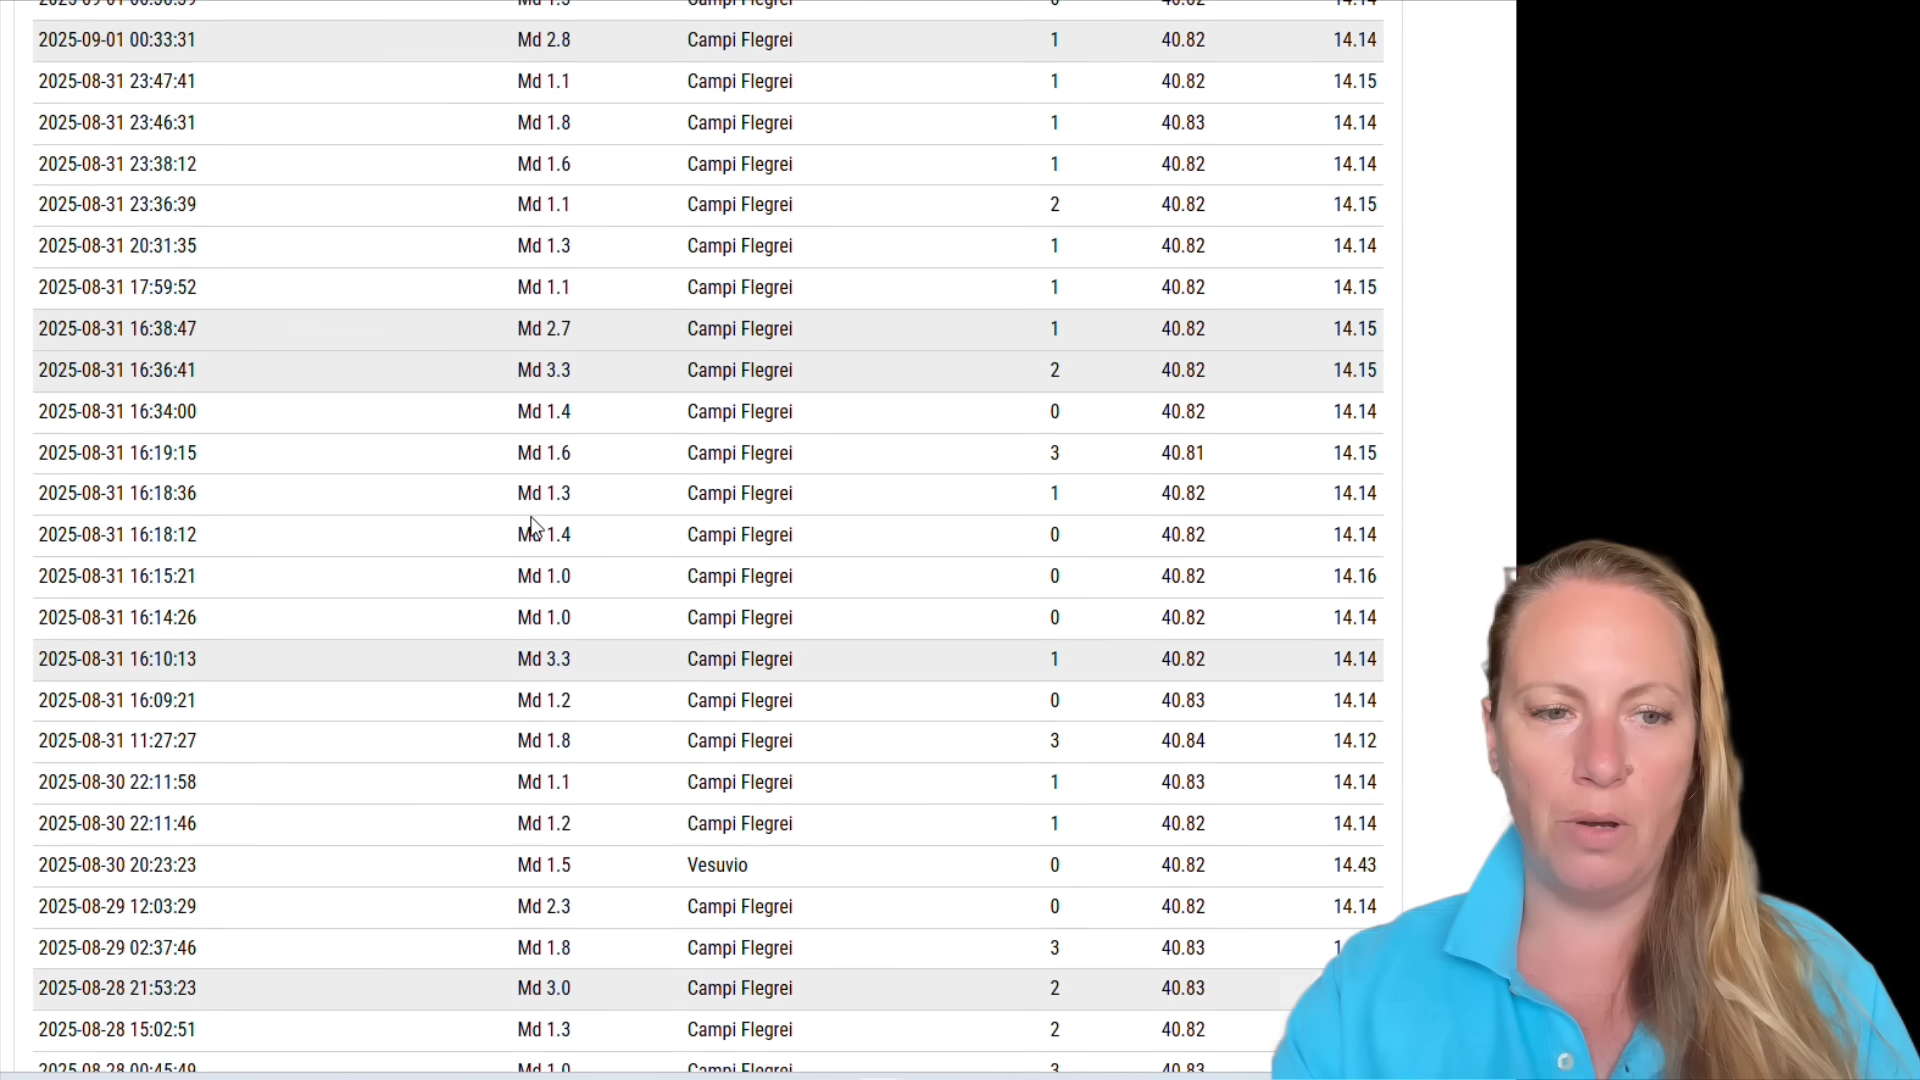 2025-09-01 00:33:31 Md 2.8 Campi Flegrei 1 40.82 14.14
2025-08-31 23:47:41 Md 1.1 Campi Flegrei 1 40.82 14.15
2025-08-31 23:46:31 Md 1.8 Campi Flegrei 1 40.83 14.14
2025-08-31 23:38:12 Md 1.6 Campi Flegrei 1 40.82 14.14
2025-08-31 23:36:39 Md 1.1 Campi Flegrei 2 40.82 14.15
2025-08-31 20:31:35 Md 1.3 Campi Flegrei 1 40.82 14.14
2025-08-31 17:59:52 Md 1.1 Campi Flegrei 1 40.82 14.15
2025-08-31 16:38:47 Md 2.7 Campi Flegrei 1 40.82 14.15
2025-08-31 16:36:41 Md 3.3 Campi Flegrei 2 40.82 14.15
2025-08-31 16:34:00 Md 1.4 Campi Flegrei 0 40.82 14.14
2025-08-31 16:19:15 Md 1.6 Campi Flegrei 3 40.81 14.15
2025-08-31 16:18:36 Md 1.3 Campi Flegrei 1 40.82 14.14
2025-08-31 16:18:12 Md 1.4 Campi Flegrei 0 40.82 14.14
2025-08-31 16:15:21 Md 1.0 Campi Flegrei 0 40.82 14.16
2025-08-31 16:14:26 Md 1.0 Campi Flegrei 0 40.82 14.14
2025-08-31 16:10:13 Md 3.3 Campi Flegrei 1 40.82 14.14
2025-08-31 16:09:21 Md 1.2 Campi Flegrei 0 40.83 14.14
2025-08-31 11:27:27 Md 1.8 Campi Flegrei 3 40.84 14.12
2025-08-30 22:11:58 Md 1.1 Campi Flegrei 1 40.83 14.14
2025-08-30 22:11:46 Md 1.2 Campi Flegrei 1 40.82 14.14
2025-08-30 20:23:23 Md 1.5 Vesuvio 0 40.82 14.43
2025-08-29 12:03:29 Md 2.3 Campi Flegrei 0 40.82 14.14
2025-08-29 02:37:46 Md 1.8 Campi Flegrei 3 40.83
2025-08-28 21:53:23 Md 3.0 Campi Flegrei 2 40.83
2025-08-28 15:02:51 Md 1.3 Campi Flegrei 2 40.82
2025-08-28 00:45:49 Md 1.0 Campi Flegrei 3 40.83